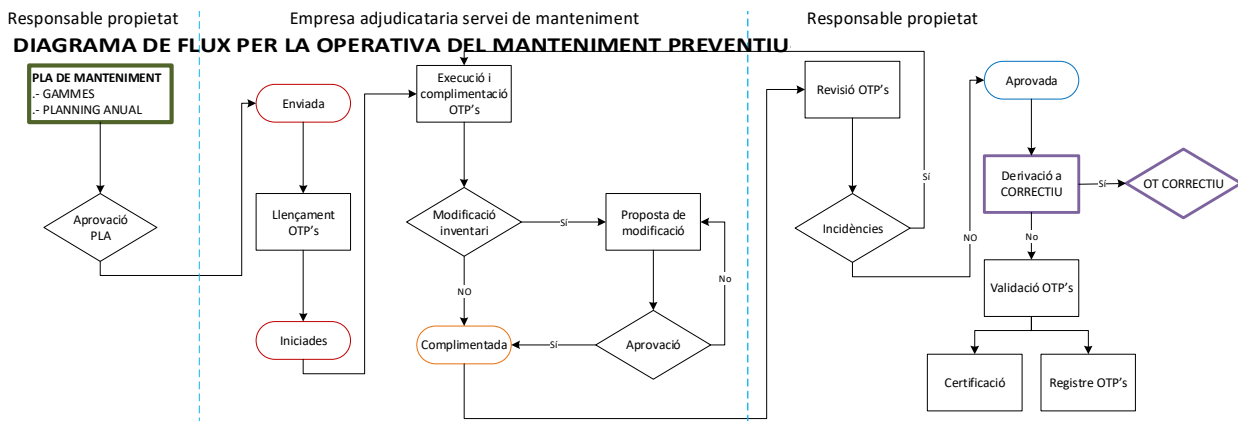 Responsable propietat
Empresa adjudicataria servei de manteniment
Responsable propietat
DIAGRAMA DE FLUX PER LA OPERATIVA DEL MANTENIMENT PREVENTIU
PLA DE MANTENIMENT
.- GAMMES
.- PLANNING ANUAL
Aprovació
PLA
Enviada
Llençament
OTP's
Iniciades
Execució i
complimentació
OTP's
Modificació
inventari
Sí
NO
Proposta de
modificació
No
Aprovació
Sí
Complimentada
Revisió OTP's
Incidències
Sí
NO
Aprovada
Derivació a
CORRECTIU
Sí
OT CORRECTIU
No
Validació OTP's
Certificació
Registre OTP's